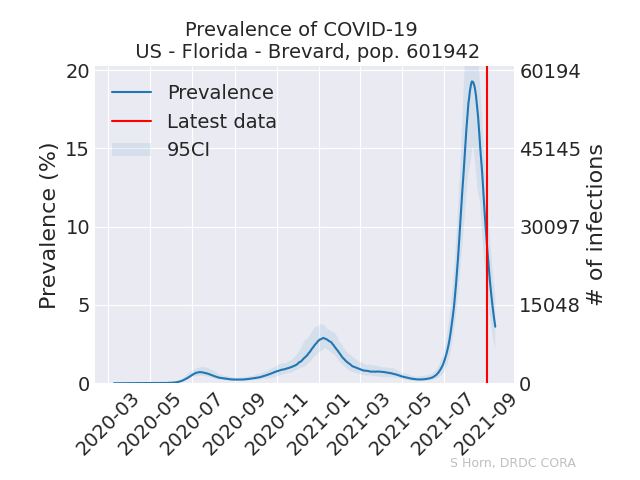 Prevalence of COVID-19
US - Florida - Brevard, pop. 601942
Prevalence (%)
20
15
10
5
0
Prevalence
Latest data
95CI
60194
45145
30097
15048
0
# of infections
2020-03
2020-05
2020-07
2020-09
2020-11
2021-01
2021-03
2021-05
2021-07
2021-09
S Horn, DRDC CORA